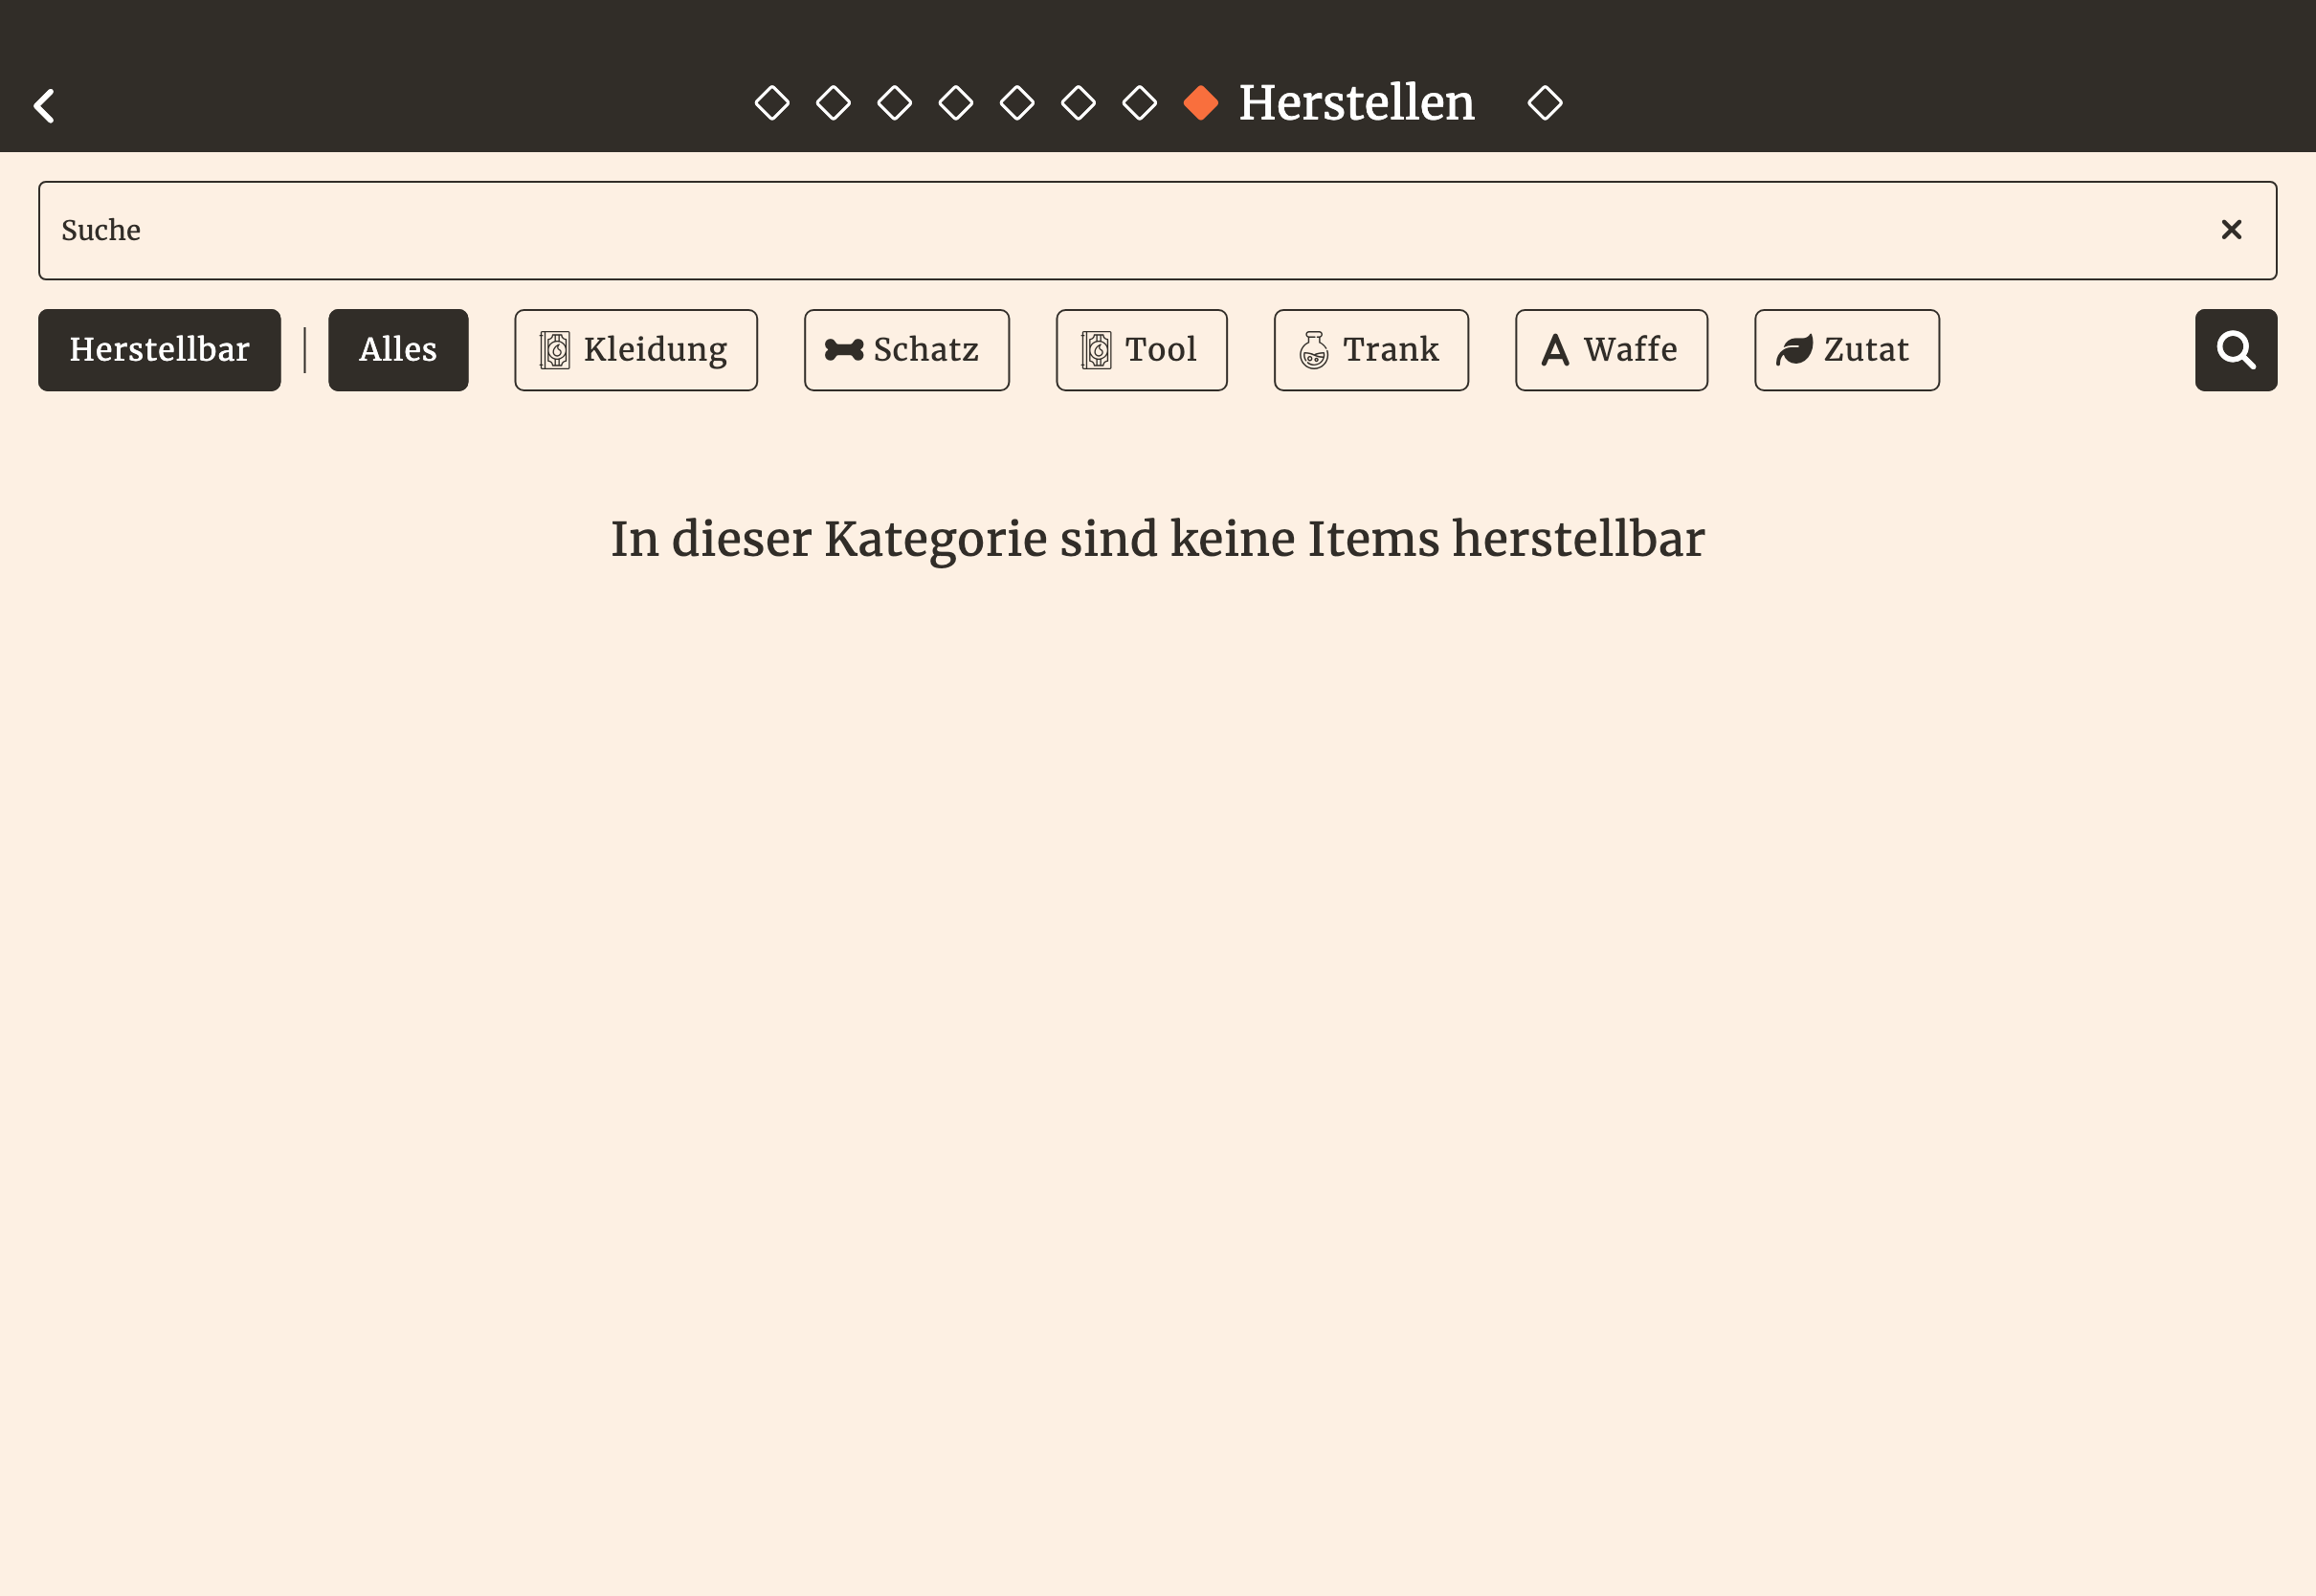 Herstellen
Suche
Herstellbar Alles Kleidung Schatz Tool Trank Waffe Zutat
In dieser Kategorie sind keine Items herstellbar